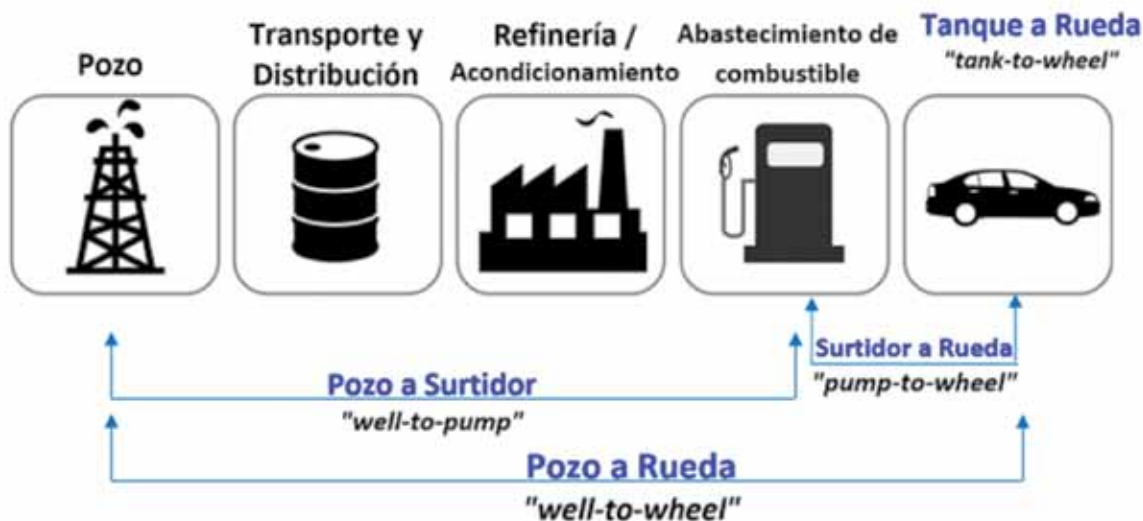 Pozo
Transporte y
Distribución
Refinería /
Acondicionamiento
Abastecimiento de
combustible
Tanque a Rueda
"tank-to-wheel"
Pozo a Surtidor
"well-to-pump"
Surtidor a Rueda
"pump-to-wheel"
Pozo a Rueda
"well-to-wheel"